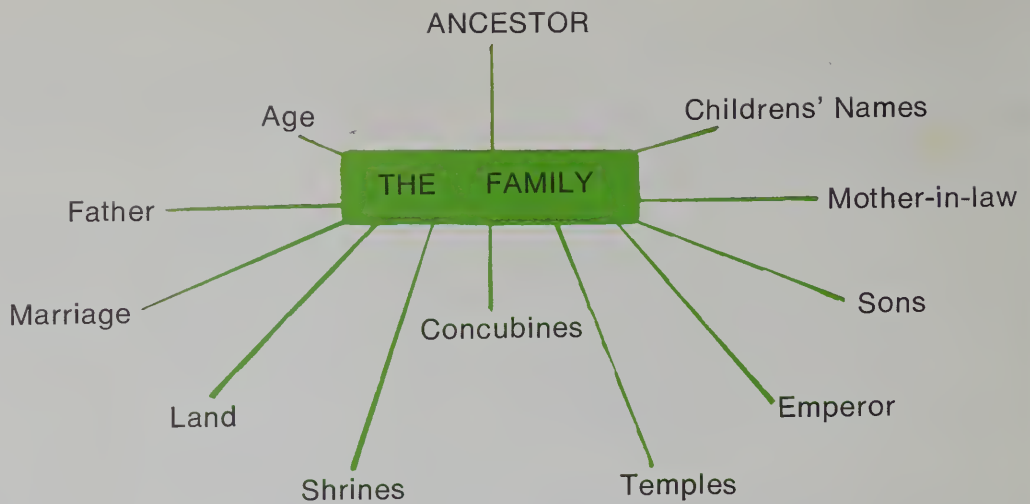 ANCESTOR
Age
Childrens' Names
THE FAMILY
Father
Mother-in-law
Marriage
Concubines
Sons
Land
Emperor
Shrines
Temples